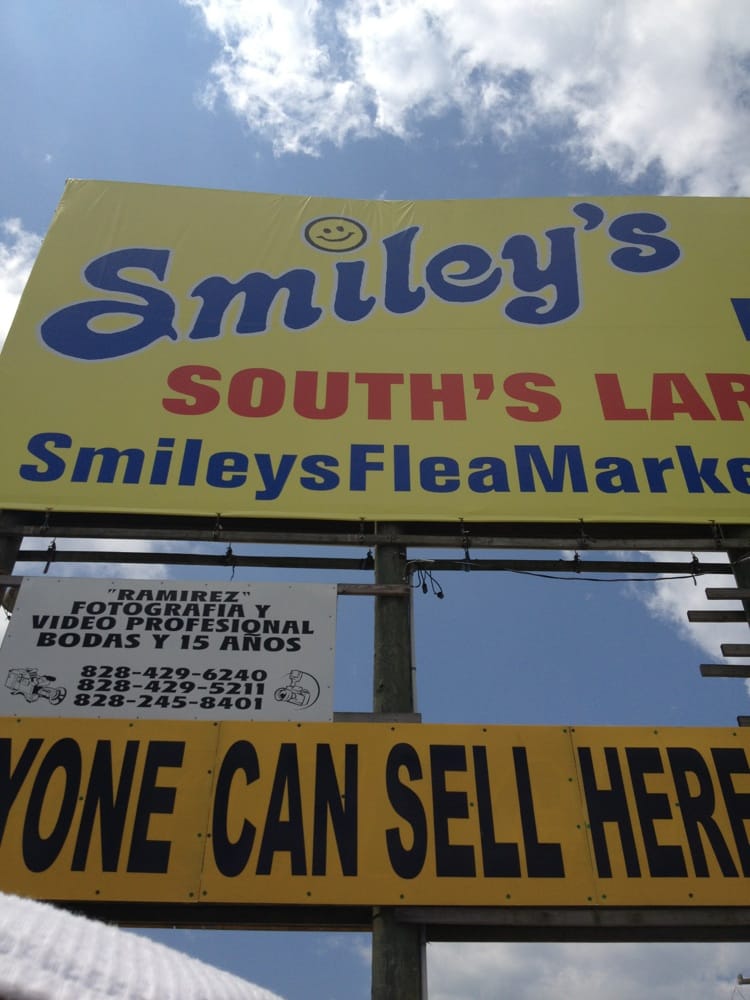 Smiley's
SOUTH'S LAR
SmileysFleaMarke
"RAMIREZ"
FOTOGRAFIA Y
VIDEO PROFESIONAL
BODAS Y 15 AÑOS
828-429-6240
828-429-5211
828-245-8401
YONE CAN SELL HERE